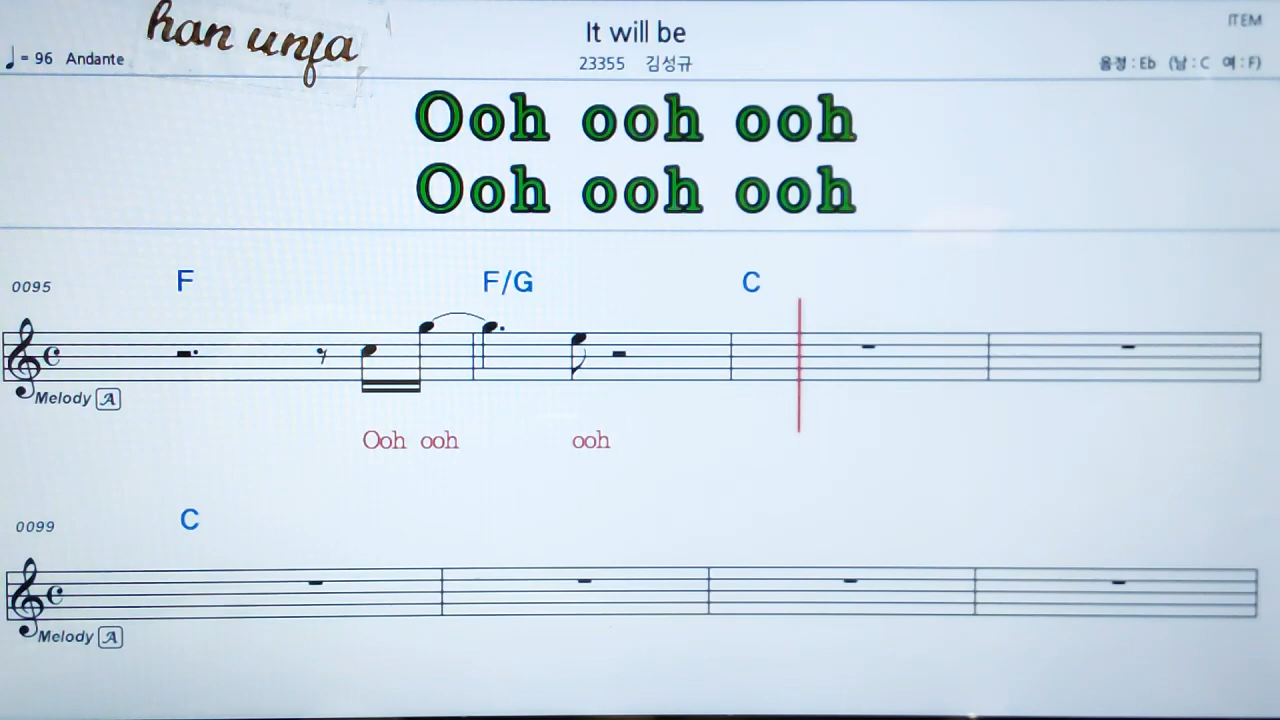 han unfa
It will be
ITEM
♩ = 96 Andante
23355 김성규
음정 : Eb (남 : C 여 : F)
Ooh ooh ooh
Ooh ooh ooh
0095 F F/G C
Melody A
Ooh ooh ooh
0099 C
Melody A